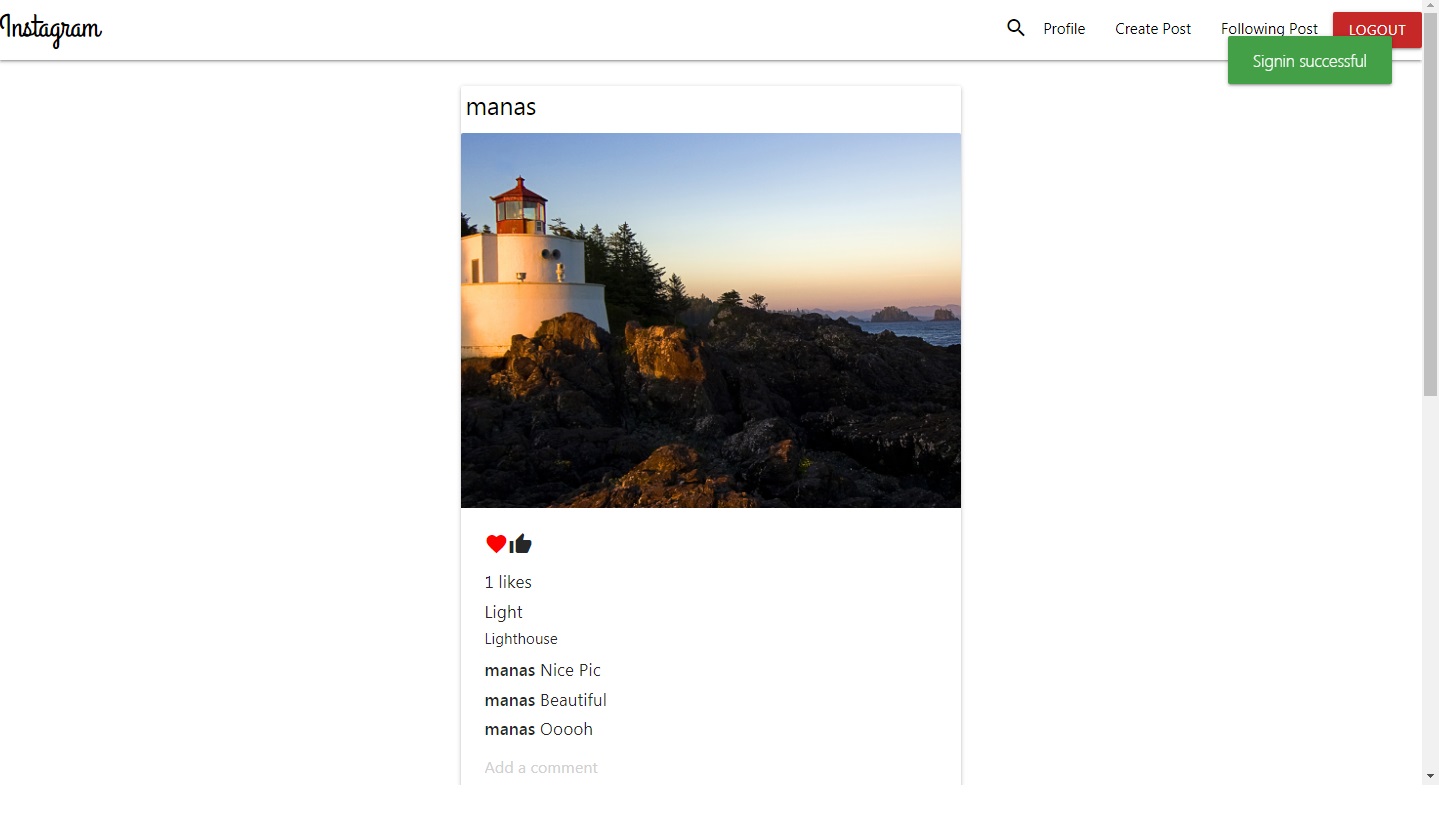 Instagram
Profile
Create Post
Following Post
LOGOUT
Signin successful
manas
1 likes
Light
Lighthouse
manas Nice Pic
manas Beautiful
manas Ooooh
Add a comment